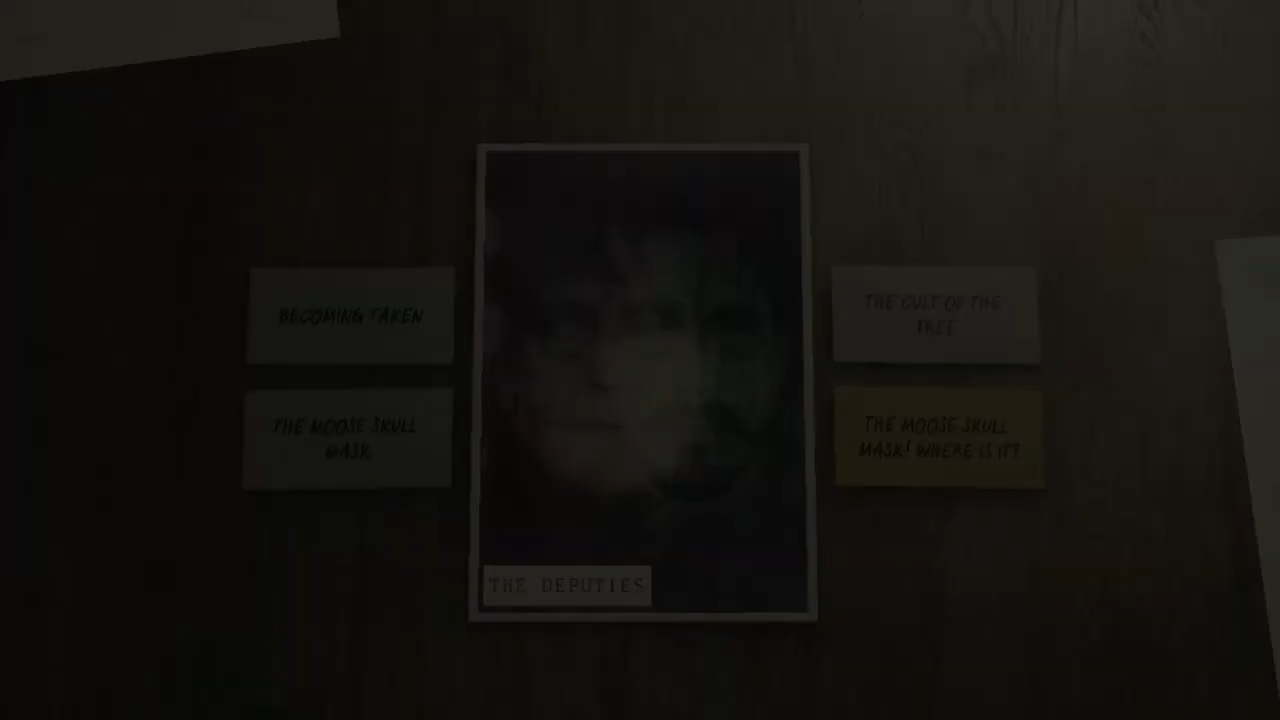 BECOMING TAKEN
THE MOOSE SKULL
MASK
THE DEPUTIES
THE CULT OF THE
TREE
THE MOOSE SKULL
MASK! WHERE IS IT?